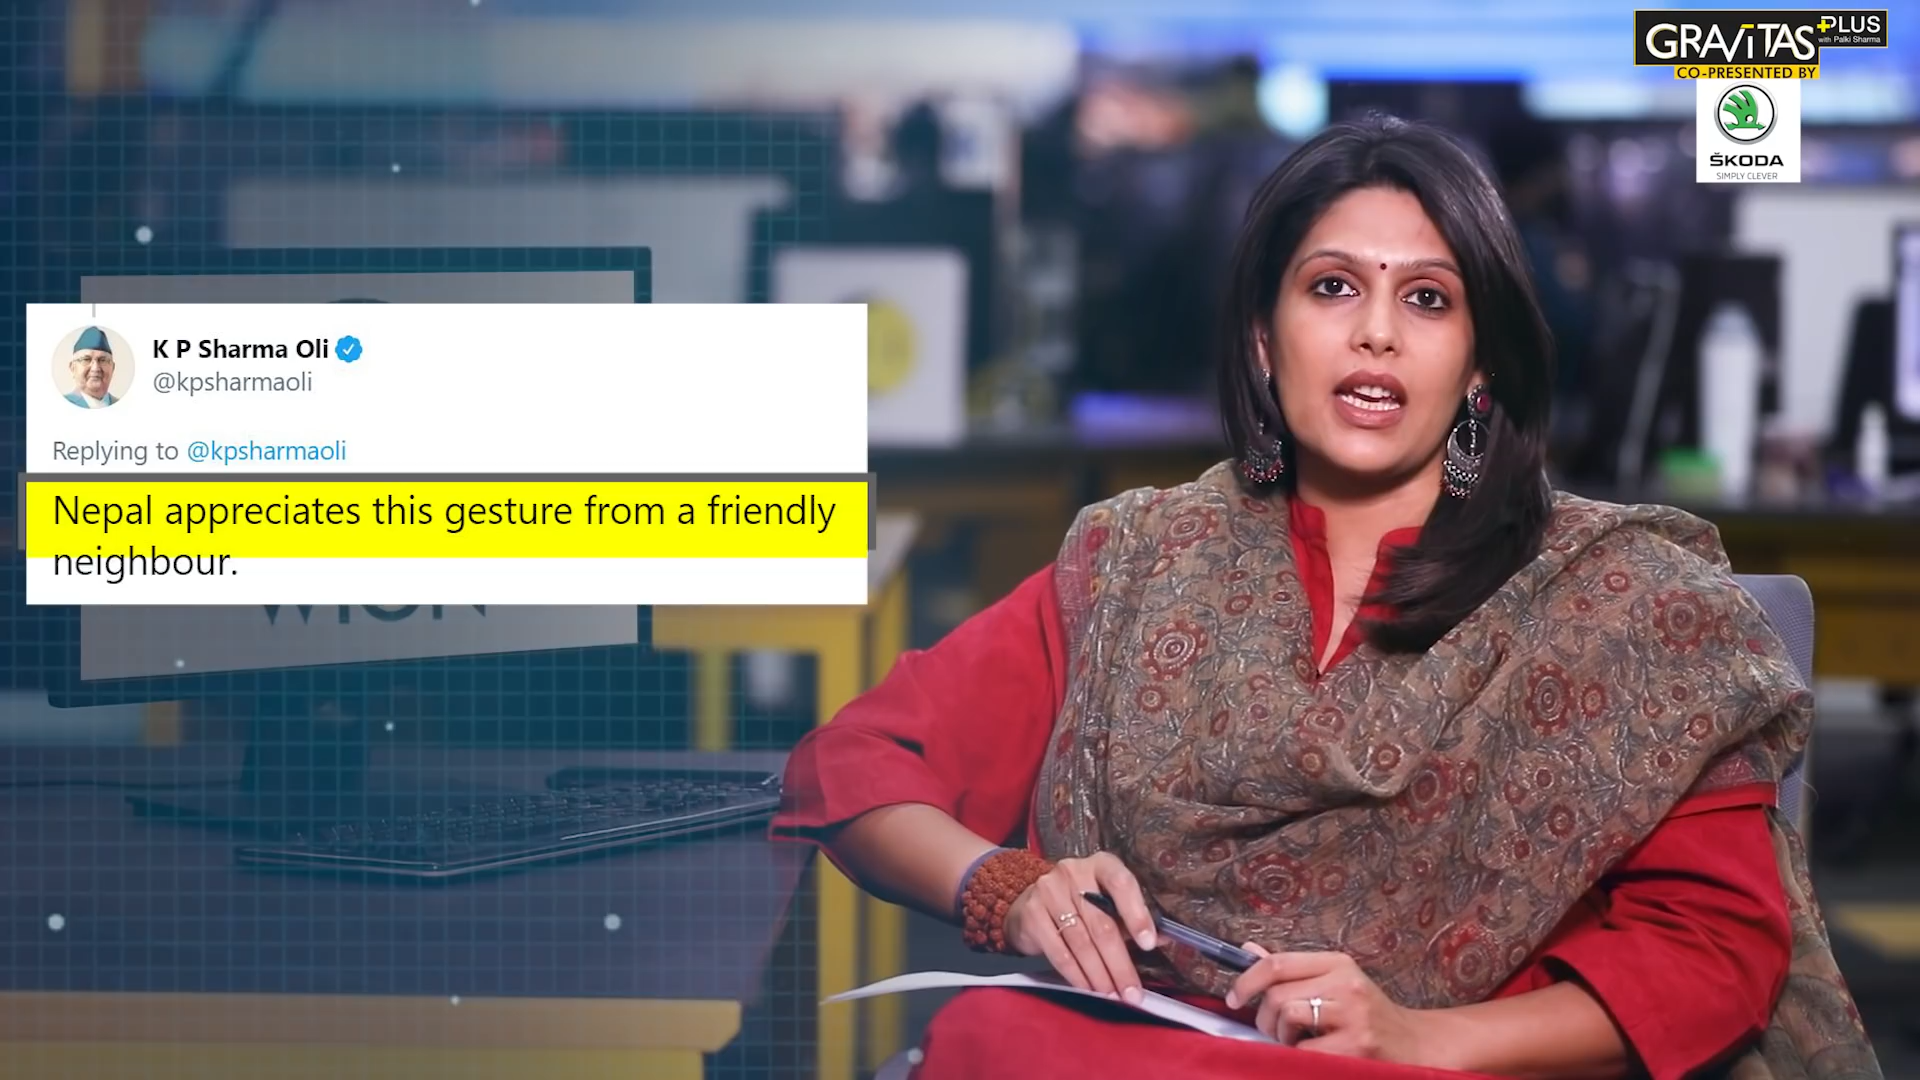 GRAVITAS PLUS
with Palki Sharma
CO-PRESENTED BY
ŠKODA
SIMPLY CLEVER
K P Sharma Oli
@kpsharmaoli
Replying to @kpsharmaoli
Nepal appreciates this gesture from a friendly
neighbour.
WION